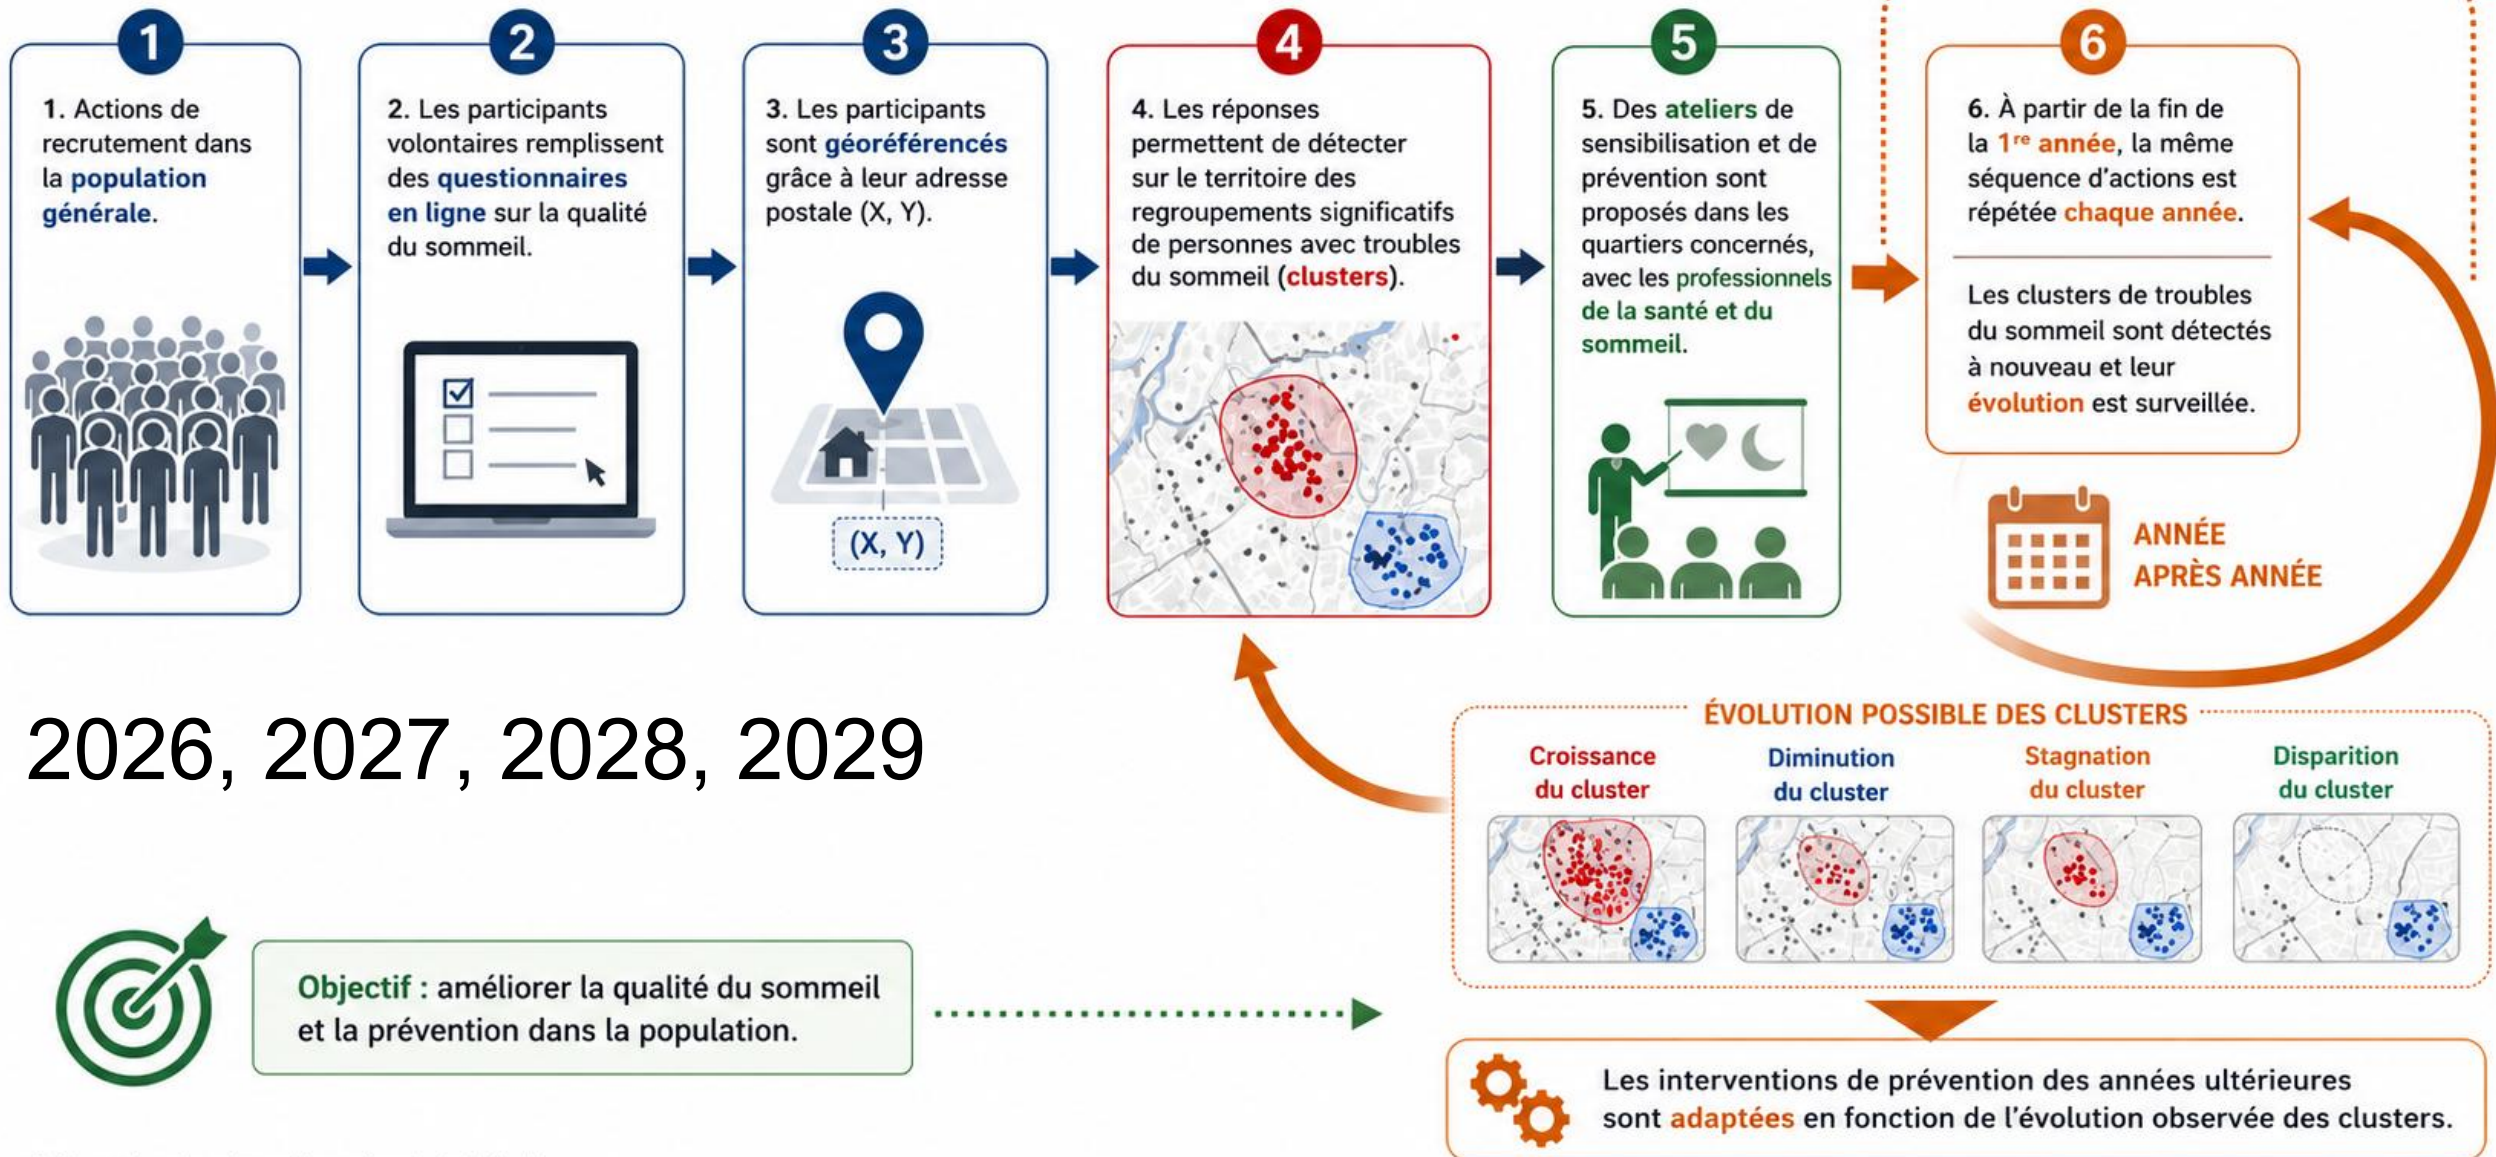 1
1. Actions de
recrutement dans
la population
générale.
2
2. Les participants
volontaires remplissent
des questionnaires
en ligne sur la qualité
du sommeil.
3
3. Les participants
sont géoréférencés
grâce à leur adresse
postale (X, Y).
(X, Y)
4
4. Les réponses
permettent de détecter
sur le territoire des
regroupements significatifs
de personnes avec troubles
du sommeil (clusters).
5
5. Des ateliers de
sensibilisation et de
prévention sont
proposés dans les
quartiers concernés,
avec les professionnels
de la santé et du
sommeil.
6
6. À partir de la fin de
la 1re année, la même
séquence d'actions est
répétée chaque année.
Les clusters de troubles
du sommeil sont détectés
à nouveau et leur
évolution est surveillée.
ANNÉE
APRÈS ANNÉE
2026, 2027, 2028, 2029
ÉVOLUTION POSSIBLE DES CLUSTERS
Croissance
du cluster
Diminution
du cluster
Stagnation
du cluster
Disparition
du cluster
Objectif : améliorer la qualité du sommeil
et la prévention dans la population.
Les interventions de prévention des années ultérieures
sont adaptées en fonction de l'évolution observée des clusters.